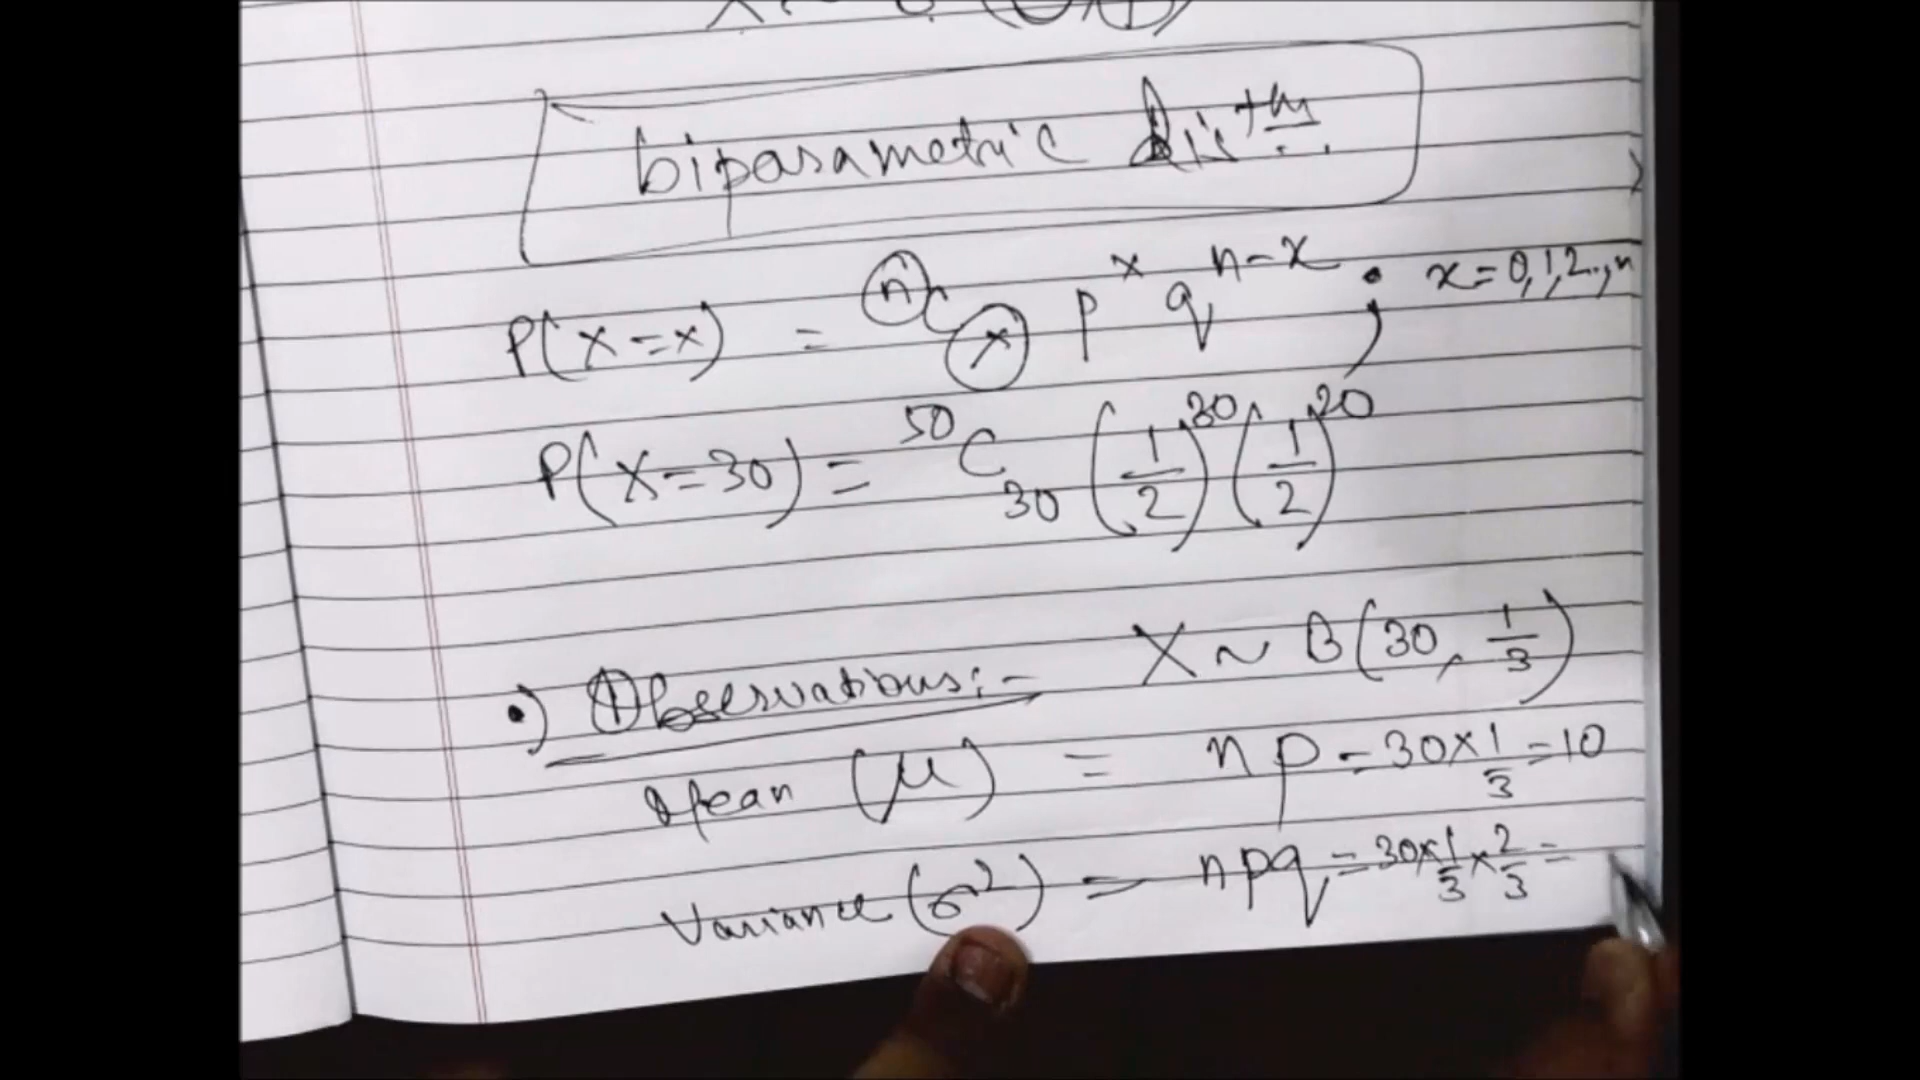 biparametric distn.
P(X=x) = ⁿCₓ pˣ qⁿ⁻ˣ ; x=0,1,2..,n
P(X=30) = ⁵⁰C₃₀ (1/2)³⁰ (1/2)²⁰
•) Observations:- X ~ B(30, 1/3)
Mean (μ) = np = 30×1/3 = 10
Variance (σ²) = npq = 30×1/3×2/3 =